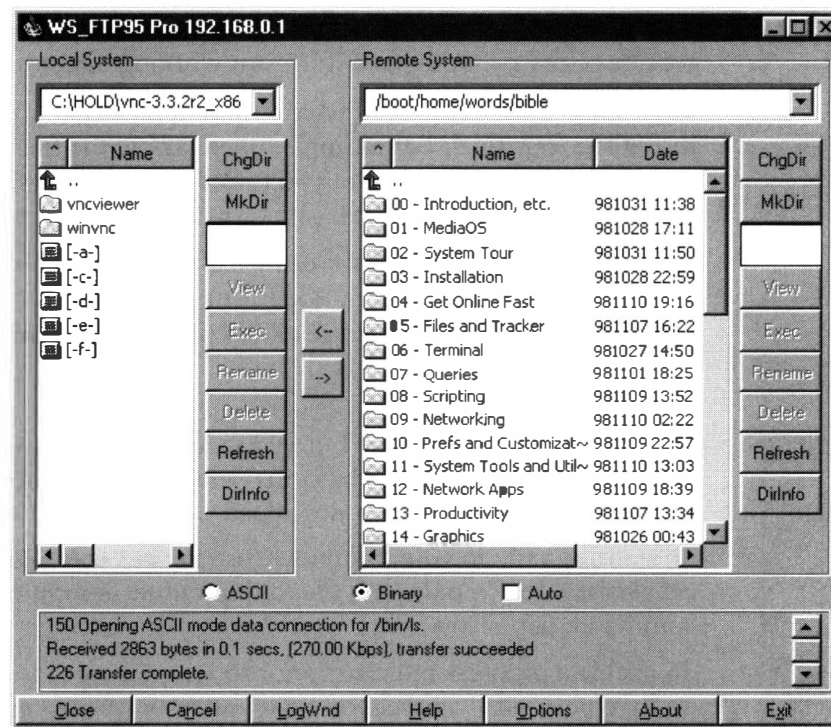 WS_FTP95 Pro 192.168.0.1
Local System
C:\HOLD\vnc-3.3.2r2_x86
^ Name
..
vncviewer
winvnc
[-a-]
[-c-]
[-d-]
[-e-]
[-f-]
ChgDir
MkDir
View
Exec
Rename
Delete
Refresh
DirInfo
<--
-->
Remote System
/boot/home/words/bible
^ Name Date
..
00 - Introduction, etc. 981031 11:38
01 - MediaOS 981028 17:11
02 - System Tour 981031 11:50
03 - Installation 981028 22:59
04 - Get Online Fast 981110 19:16
05 - Files and Tracker 981107 16:22
06 - Terminal 981027 14:50
07 - Queries 981101 18:25
08 - Scripting 981109 13:52
09 - Networking 981110 02:22
10 - Prefs and Customizat~ 981109 22:57
11 - System Tools and Util~ 981110 13:03
12 - Network Apps 981109 18:39
13 - Productivity 981107 13:34
14 - Graphics 981026 00:43
ChgDir
MkDir
View
Exec
Rename
Delete
Refresh
DirInfo
ASCII Binary Auto
150 Opening ASCII mode data connection for /bin/ls.
Received 2863 bytes in 0.1 secs, (270.00 Kbps), transfer succeeded
226 Transfer complete.
Close Cancel LogWnd Help Options About Exit